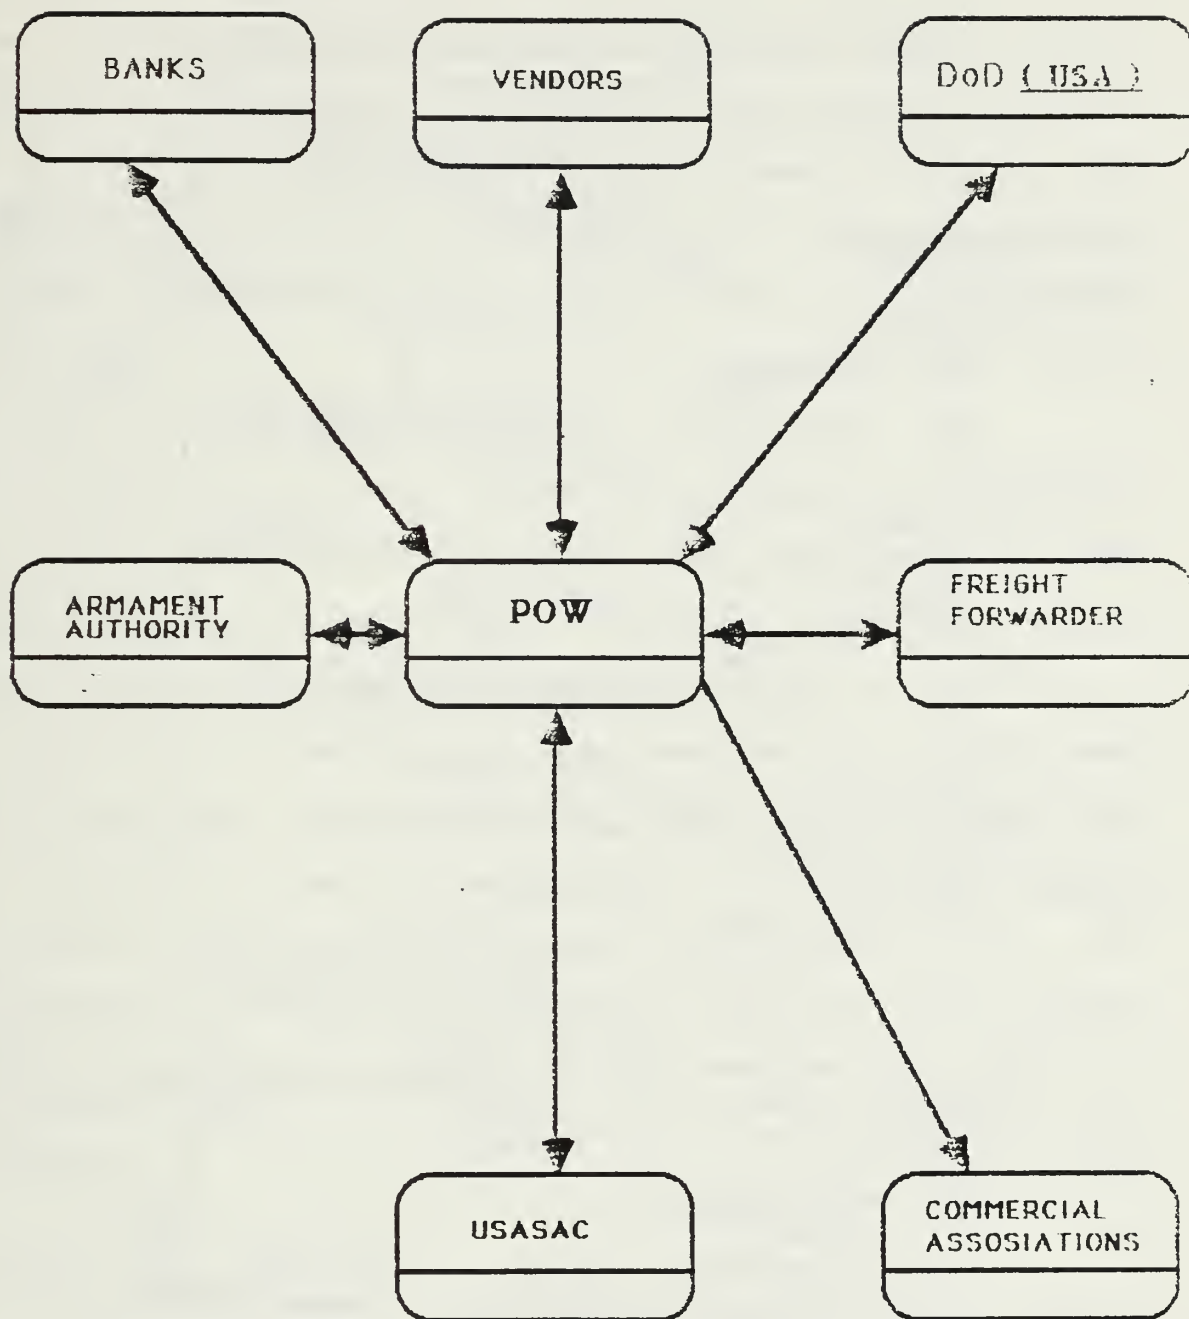 BANKS
VENDORS
DoD ( USA )
ARMAMENT
AUTHORITY
POW
FREIGHT
FORWARDER
USASAC
COMMERCIAL
ASSOSIATIONS